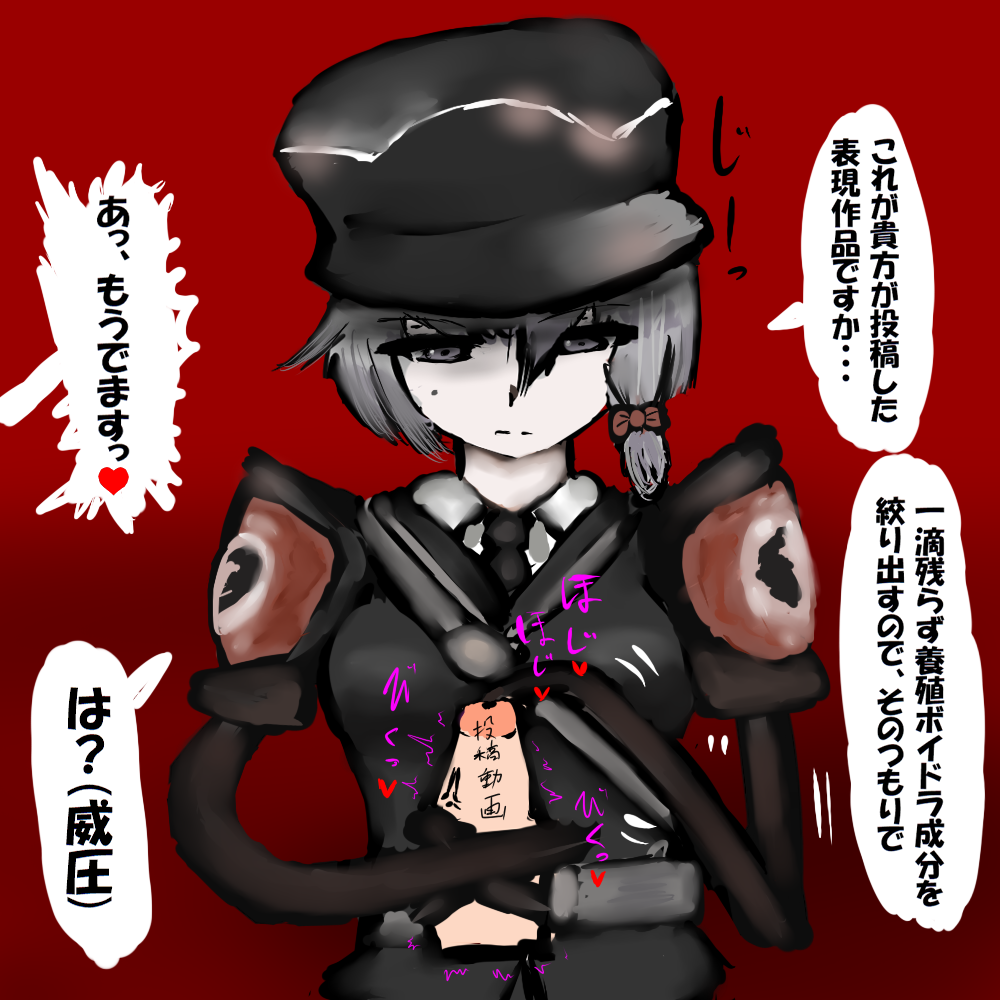 これが貴方が投稿した
表現作品ですか・・・
一滴残らず養殖ボイドラ成分を
絞り出すので、そのつもりで
じーっ
あっ、もうでますっ♥
は？(威圧)
ほじ♥
ほじ♥
びくっ♥
びくっ♥
投稿動画